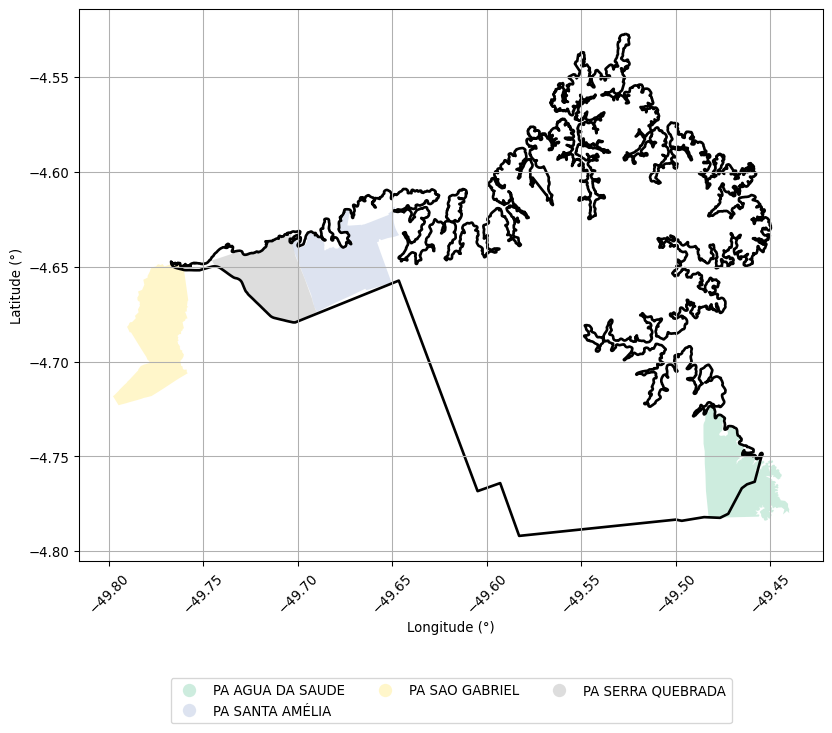 −4.55
−4.60
−4.65
−4.70
−4.75
−4.80
Latitude (°)
−49.80
−49.75
−49.70
−49.65
−49.60
−49.55
−49.50
−49.45
Longitude (°)
PA AGUA DA SAUDE
PA SANTA AMÉLIA
PA SAO GABRIEL
PA SERRA QUEBRADA